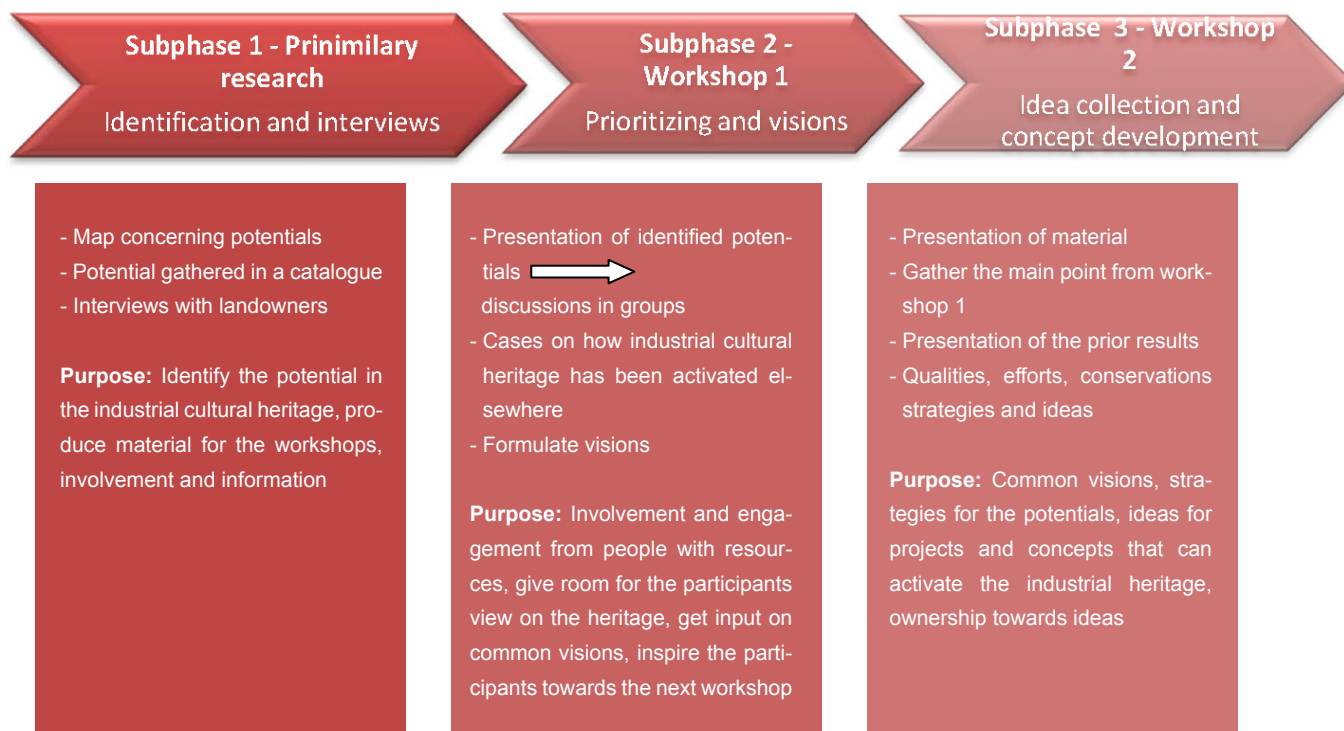 Subphase 1 - Prinimilary
research
Identification and interviews
Subphase 2 -
Workshop 1
Prioritizing and visions
Subphase 3 - Workshop
2
Idea collection and
concept development
- Map concerning potentials
- Potential gathered in a catalogue
- Interviews with landowners
Purpose: Identify the potential in
the industrial cultural heritage, pro-
duce material for the workshops,
involvement and information
- Presentation of identified poten-
tials
discussions in groups
- Cases on how industrial cultural
heritage has been activated el-
sewhere
- Formulate visions
Purpose: Involvement and enga-
gement from people with resour-
ces, give room for the participants
view on the heritage, get input on
common visions, inspire the parti-
cipants towards the next workshop
- Presentation of material
- Gather the main point from work-
shop 1
- Presentation of the prior results
- Qualities, efforts, conservations
strategies and ideas
Purpose: Common visions, stra-
tegies for the potentials, ideas for
projects and concepts that can
activate the industrial heritage,
ownership towards ideas